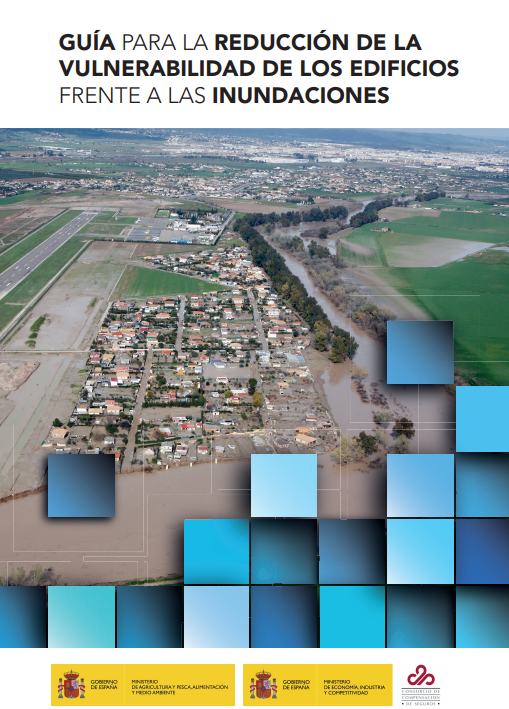 GUÍA PARA LA REDUCCIÓN DE LA
VULNERABILIDAD DE LOS EDIFICIOS
FRENTE A LAS INUNDACIONES
GOBIERNO
DE ESPAÑA
MINISTERIO
DE AGRICULTURA Y PESCA, ALIMENTACIÓN
Y MEDIO AMBIENTE
GOBIERNO
DE ESPAÑA
MINISTERIO
DE ECONOMÍA, INDUSTRIA
Y COMPETITIVIDAD
CONSORCIO DE
COMPENSACIÓN
DE SEGUROS